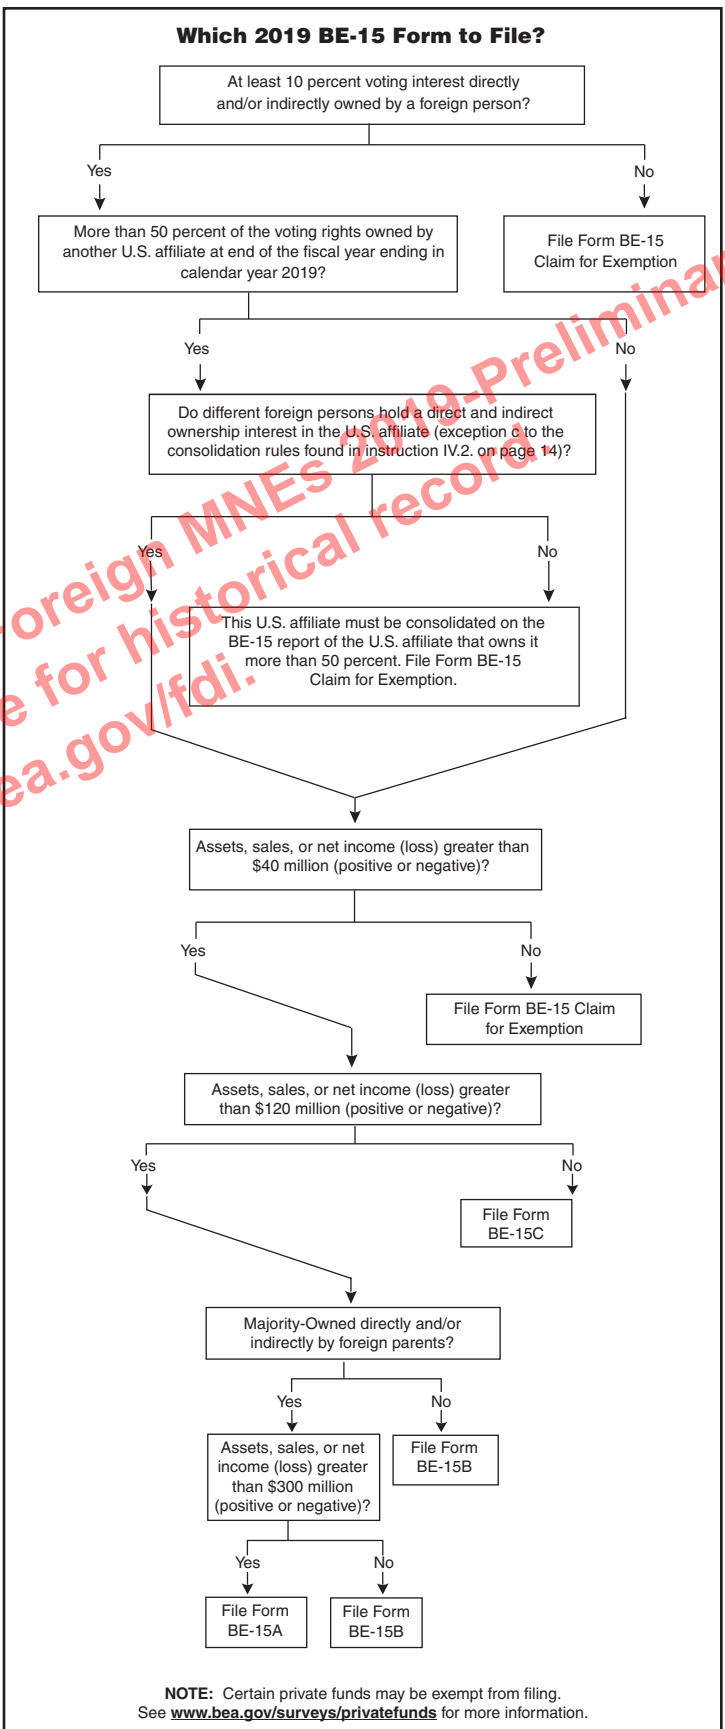 Which 2019 BE-15 Form to File?
At least 10 percent voting interest directly
and/or indirectly owned by a foreign person?
Yes
No
More than 50 percent of the voting rights owned by
another U.S. affiliate at end of the fiscal year ending in
calendar year 2019?
File Form BE-15
Claim for Exemption
Yes
No
Do different foreign persons hold a direct and indirect
ownership interest in the U.S. affiliate (exception c to the
consolidation rules found in instruction IV.2. on page 14)?
Yes
No
This U.S. affiliate must be consolidated on the
BE-15 report of the U.S. affiliate that owns it
more than 50 percent. File Form BE-15
Claim for Exemption.
Assets, sales, or net income (loss) greater than
$40 million (positive or negative)?
Yes
No
File Form BE-15 Claim
for Exemption
Assets, sales, or net income (loss) greater
than $120 million (positive or negative)?
Yes
No
File Form
BE-15C
Majority-Owned directly and/or
indirectly by foreign parents?
Yes
No
Assets, sales, or net
income (loss) greater
than $300 million
(positive or negative)?
File Form
BE-15B
Yes
No
File Form
BE-15A
File Form
BE-15B
NOTE: Certain private funds may be exempt from filing.
See www.bea.gov/surveys/privatefunds for more information.
Foreign MNEs 2019-Preliminar
e for historical record.
ea.gov/fdi.